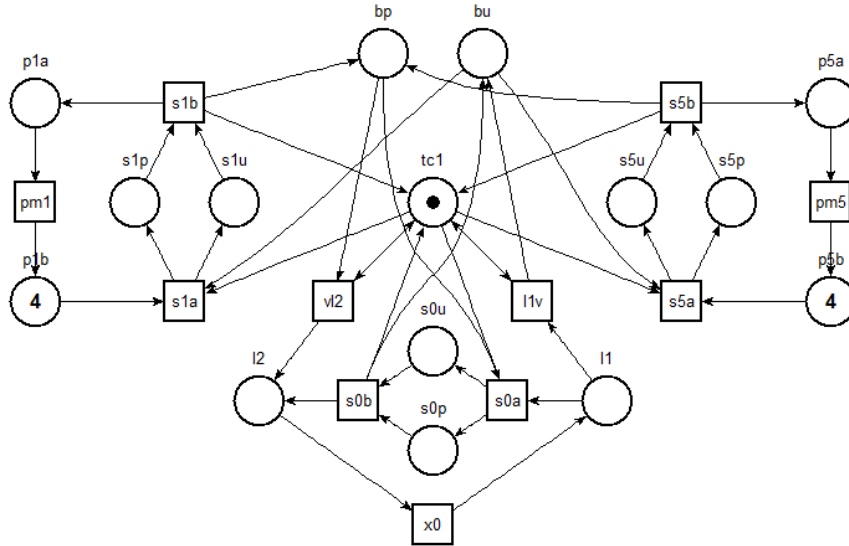 bp bu
p1a p5a
s1b s5b
s1p s1u tc1 s5u s5p
pm1 pm5
p1b p5b
4 s1a vl2 l1v s5a 4
s0u
l2 l1
s0b s0a
s0p
x0